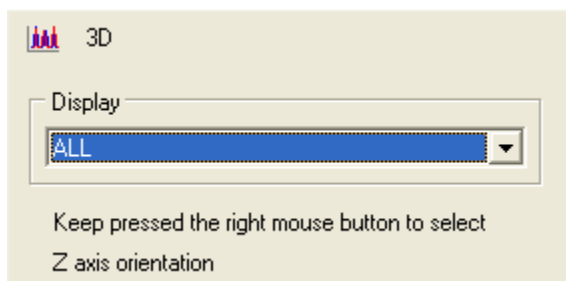 3D
Display
ALL
Keep pressed the right mouse button to select
Z axis orientation